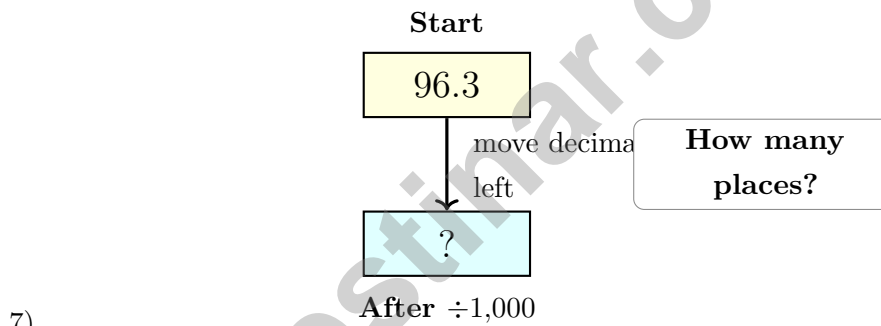 Start
96.3
move decima
left
How many
places?
?
After ÷1,000
7)